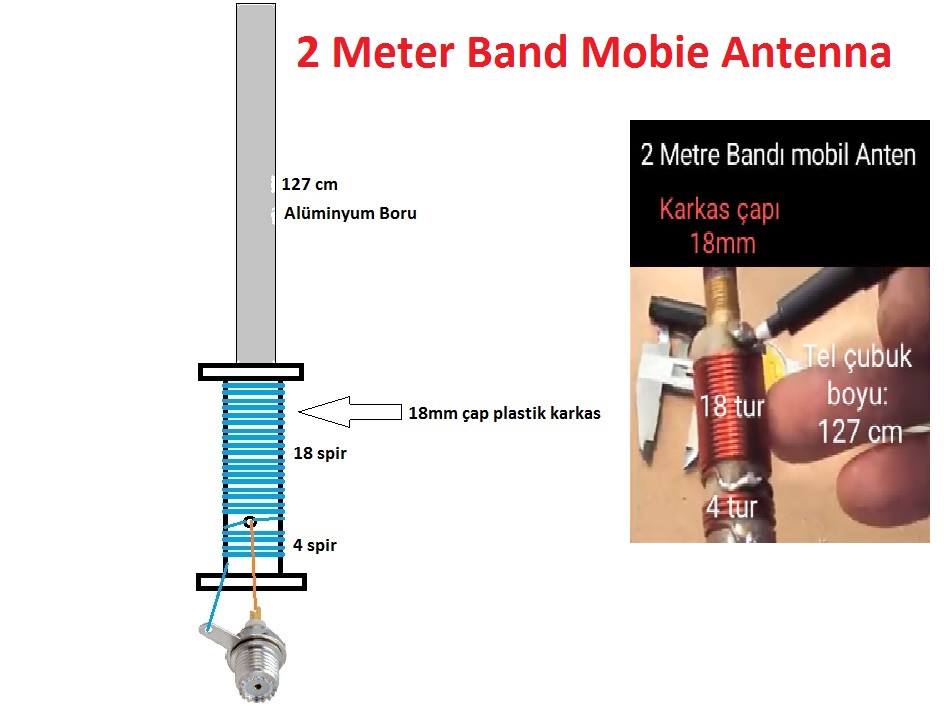 2 Meter Band Mobie Antenna
127 cm
Alüminyum Boru
18mm çap plastik karkas
18 spir
4 spir
2 Metre Bandı mobil Anten
Karkas çapı
18mm
Tel çubuk
boyu:
127 cm
18 tur
4 tur